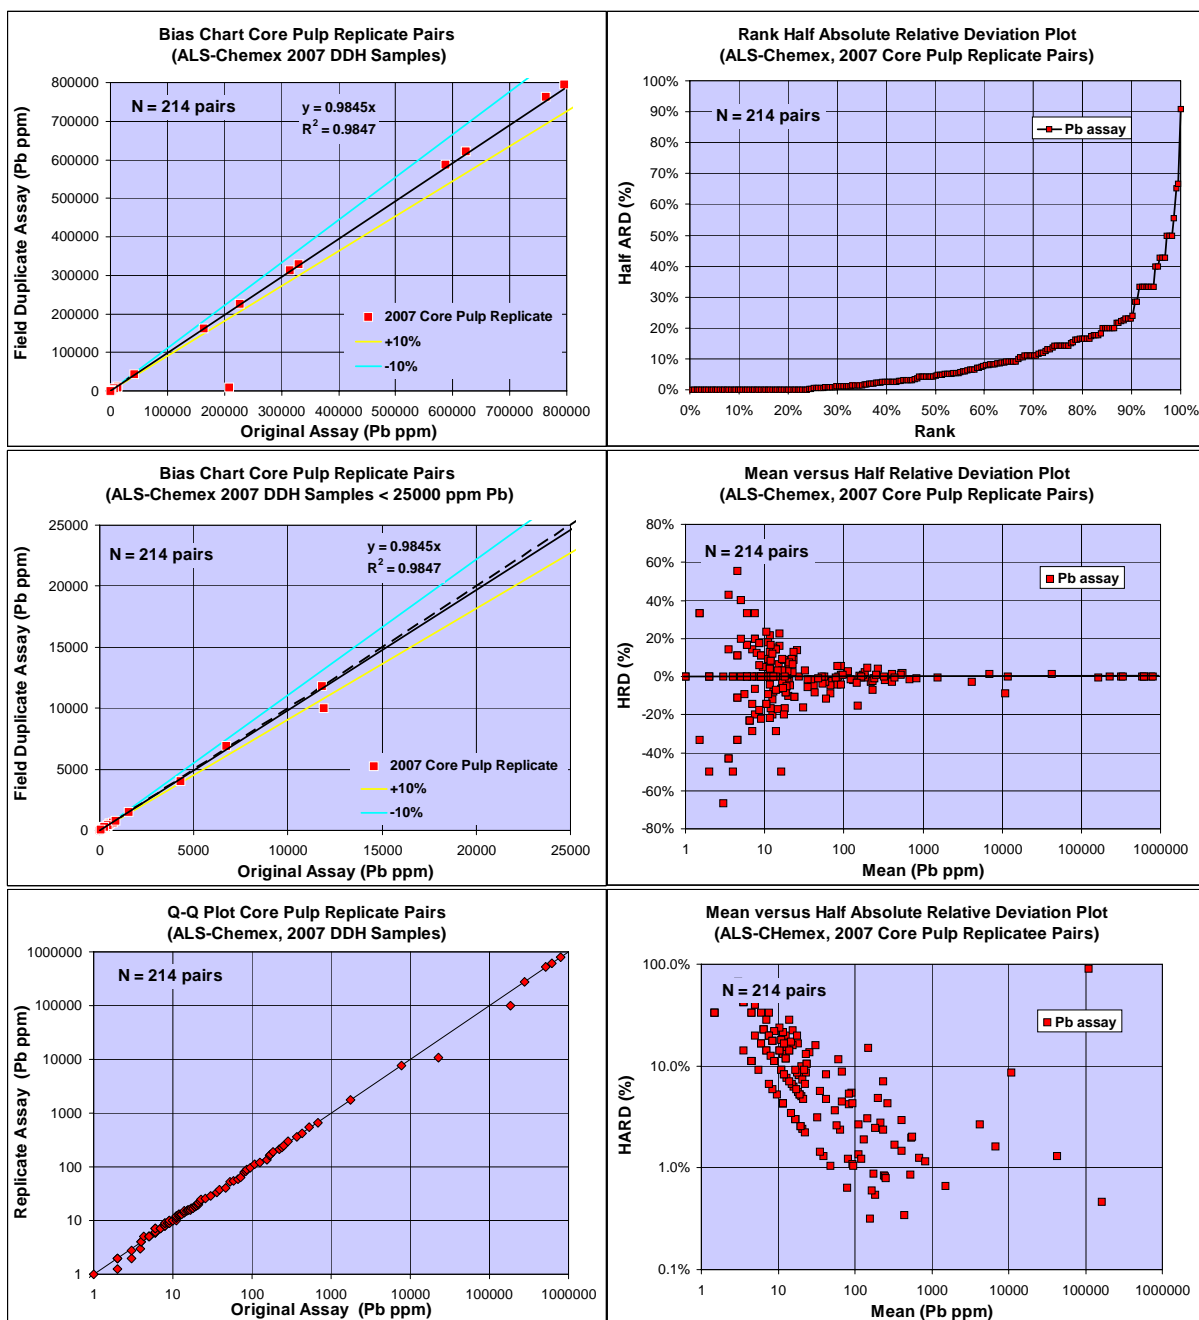 Bias Chart Core Pulp Replicate Pairs
(ALS-Chemex 2007 DDH Samples)
800000
700000
600000
500000
400000
300000
200000
100000
0
N = 214 pairs
y = 0.9845x
R² = 0.9847
2007 Core Pulp Replicate
+10%
-10%
0 100000 200000 300000 400000 500000 600000 700000 800000
Original Assay (Pb ppm)
Field Duplicate Assay (Pb ppm)
Rank Half Absolute Relative Deviation Plot
(ALS-Chemex, 2007 Core Pulp Replicate Pairs)
100%
90%
80%
70%
60%
50%
40%
30%
20%
10%
0%
N = 214 pairs
Pb assay
0% 10% 20% 30% 40% 50% 60% 70% 80% 90% 100%
Rank
Half ARD (%)
Bias Chart Core Pulp Replicate Pairs
(ALS-Chemex 2007 DDH Samples < 25000 ppm Pb)
25000
20000
15000
10000
5000
0
N = 214 pairs
y = 0.9845x
R² = 0.9847
2007 Core Pulp Replicate
+10%
-10%
0 5000 10000 15000 20000 25000
Original Assay (Pb ppm)
Field Duplicate Assay (Pb ppm)
Mean versus Half Relative Deviation Plot
(ALS-Chemex, 2007 Core Pulp Replicate Pairs)
80%
60%
40%
20%
0%
-20%
-40%
-60%
-80%
N = 214 pairs
Pb assay
1 10 100 1000 10000 100000 1000000
Mean (Pb ppm)
HRD (%)
Q-Q Plot Core Pulp Replicate Pairs
(ALS-Chemex, 2007 DDH Samples)
1000000
100000
10000
1000
100
10
1
N = 214 pairs
1 10 100 1000 10000 100000 1000000
Original Assay (Pb ppm)
Replicate Assay (Pb ppm)
Mean versus Half Absolute Relative Deviation Plot
(ALS-CHemex, 2007 Core Pulp Replicatee Pairs)
100.0%
10.0%
1.0%
0.1%
N = 214 pairs
Pb assay
1 10 100 1000 10000 100000 1000000
Mean (Pb ppm)
HARD (%)